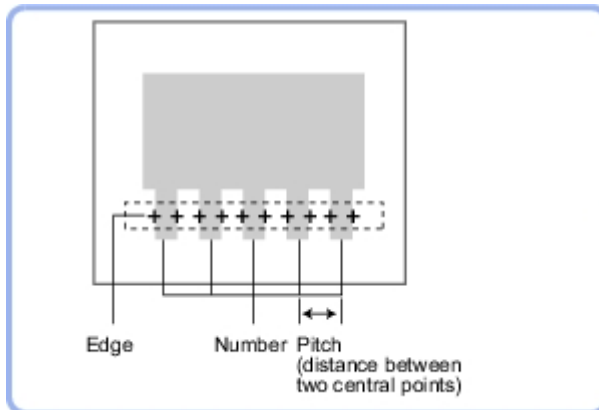 Edge
Number
Pitch
(distance between
two central points)